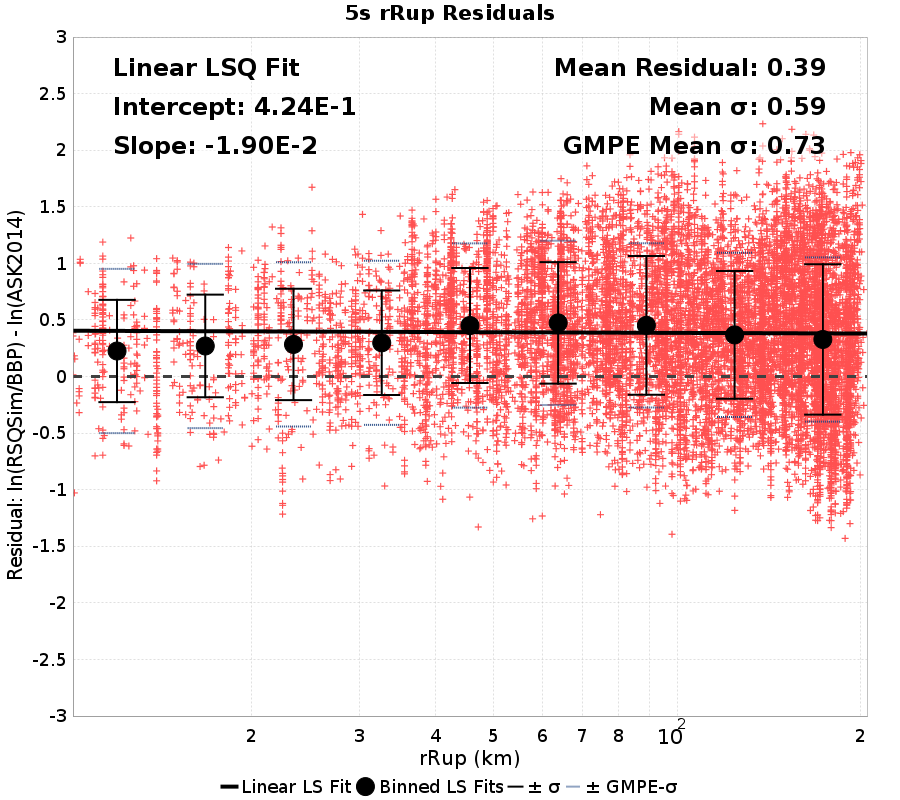 5s rRup Residuals
Linear LSQ Fit
Intercept: 4.24E-1
Slope: -1.90E-2
Mean Residual: 0.39
Mean σ: 0.59
GMPE Mean σ: 0.73
Residual: ln(RSQSim/BBP) - ln(ASK2014)
3
2.5
2
1.5
1
0.5
0
-0.5
-1
-1.5
-2
-2.5
-3
2 3 4 5 6 7 8 10² 2
rRup (km)
Linear LS Fit Binned LS Fits ± σ ± GMPE-σ